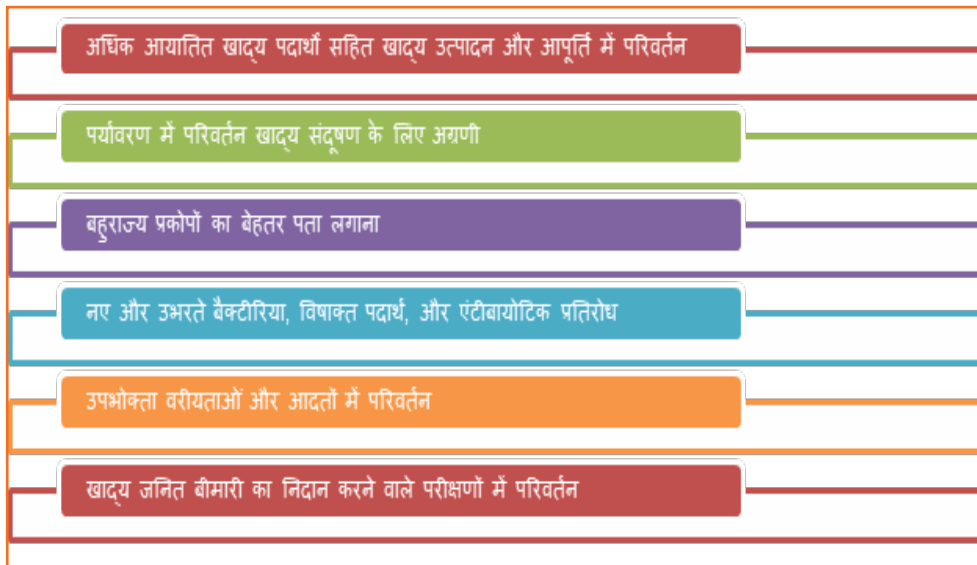 अधिक आयातित खाद्य पदार्थों सहित खाद्य उत्पादन और आपूर्ति में परिवर्तन
पर्यावरण में परिवर्तन खाद्य संदूषण के लिए अग्रणी
बहुराज्य प्रकोपों का बेहतर पता लगाना
नए और उभरते बैक्टीरिया, विषाक्त पदार्थ, और एंटीबायोटिक प्रतिरोध
उपभोक्ता वरीयताओं और आदतों में परिवर्तन
खाद्य जनित बीमारी का निदान करने वाले परीक्षणों में परिवर्तन